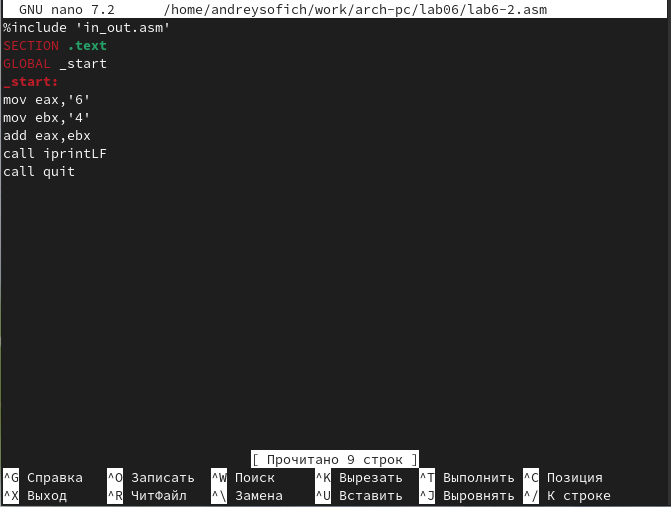 GNU nano 7.2 /home/andreysofich/work/arch-pc/lab06/lab6-2.asm
%include 'in_out.asm'
SECTION .text
GLOBAL _start
_start:
mov eax,'6'
mov ebx,'4'
add eax,ebx
call iprintLF
call quit
[ Прочитано 9 строк ]
^G Справка ^O Записать ^W Поиск ^K Вырезать ^T Выполнить ^C Позиция
^X Выход ^R ЧитФайл ^\ Замена ^U Вставить ^J Выровнять ^/ К строке